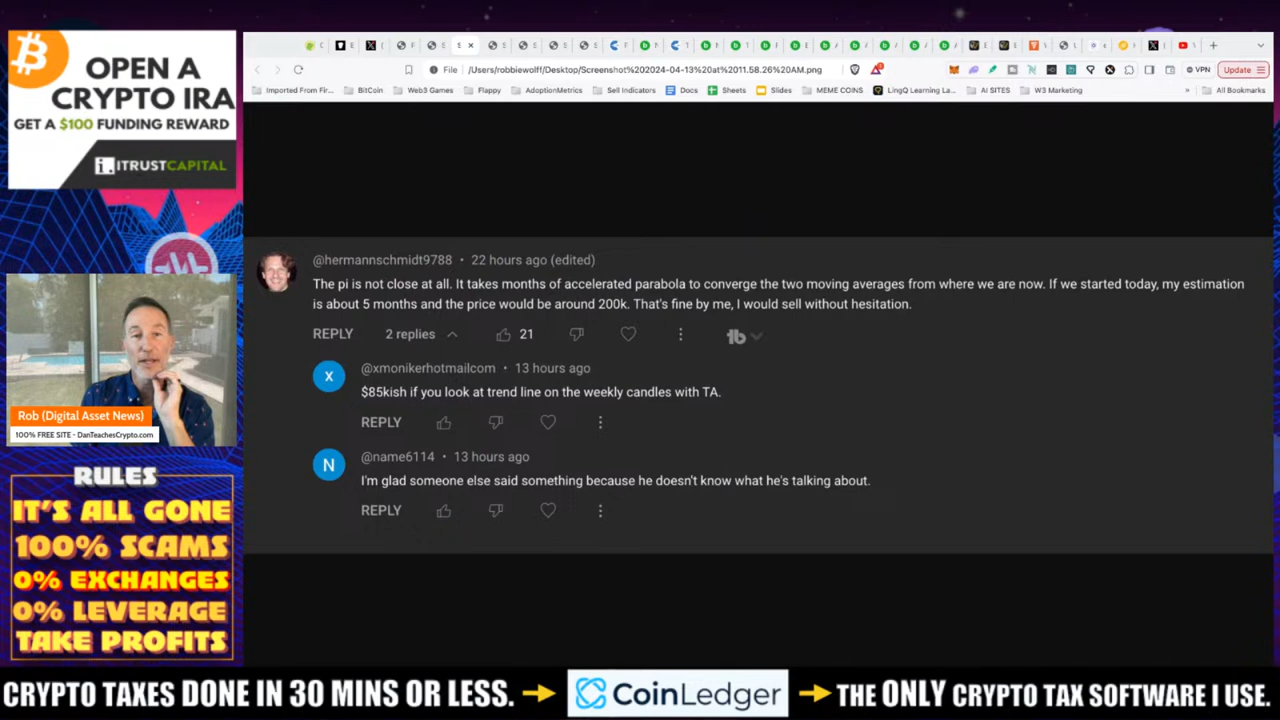 OPEN A
CRYPTO IRA
GET A $100 FUNDING REWARD
i. ITRUSTCAPITAL
File /Users/robbiewolff/Desktop/Screenshot%202024-04-13%20at%2011.58.26%20AM.png
VPN
Update
Imported From Fir...
BitCoin
Web3 Games
Flappy
AdoptionMetrics
Sell Indicators
Docs
Sheets
Slides
MEME COINS
LingQ Learning La...
AI SITES
W3 Marketing
» All Bookmarks
@hermannschmidt9788 • 22 hours ago (edited)
The pi is not close at all. It takes months of accelerated parabola to converge the two moving averages from where we are now. If we started today, my estimation
is about 5 months and the price would be around 200k. That's fine by me, I would sell without hesitation.
REPLY 2 replies 21
X @xmonikerhotmailcom • 13 hours ago
$85kish if you look at trend line on the weekly candles with TA.
REPLY
N @name6114 • 13 hours ago
I'm glad someone else said something because he doesn't know what he's talking about.
REPLY
Rob (Digital Asset News)
100% FREE SITE - DanTeachesCrypto.com
RULES
IT'S ALL GONE
100% SCAMS
0% EXCHANGES
0% LEVERAGE
TAKE PROFITS
CRYPTO TAXES DONE IN 30 MINS OR LESS. CoinLedger THE ONLY CRYPTO TAX SOFTWARE I USE.